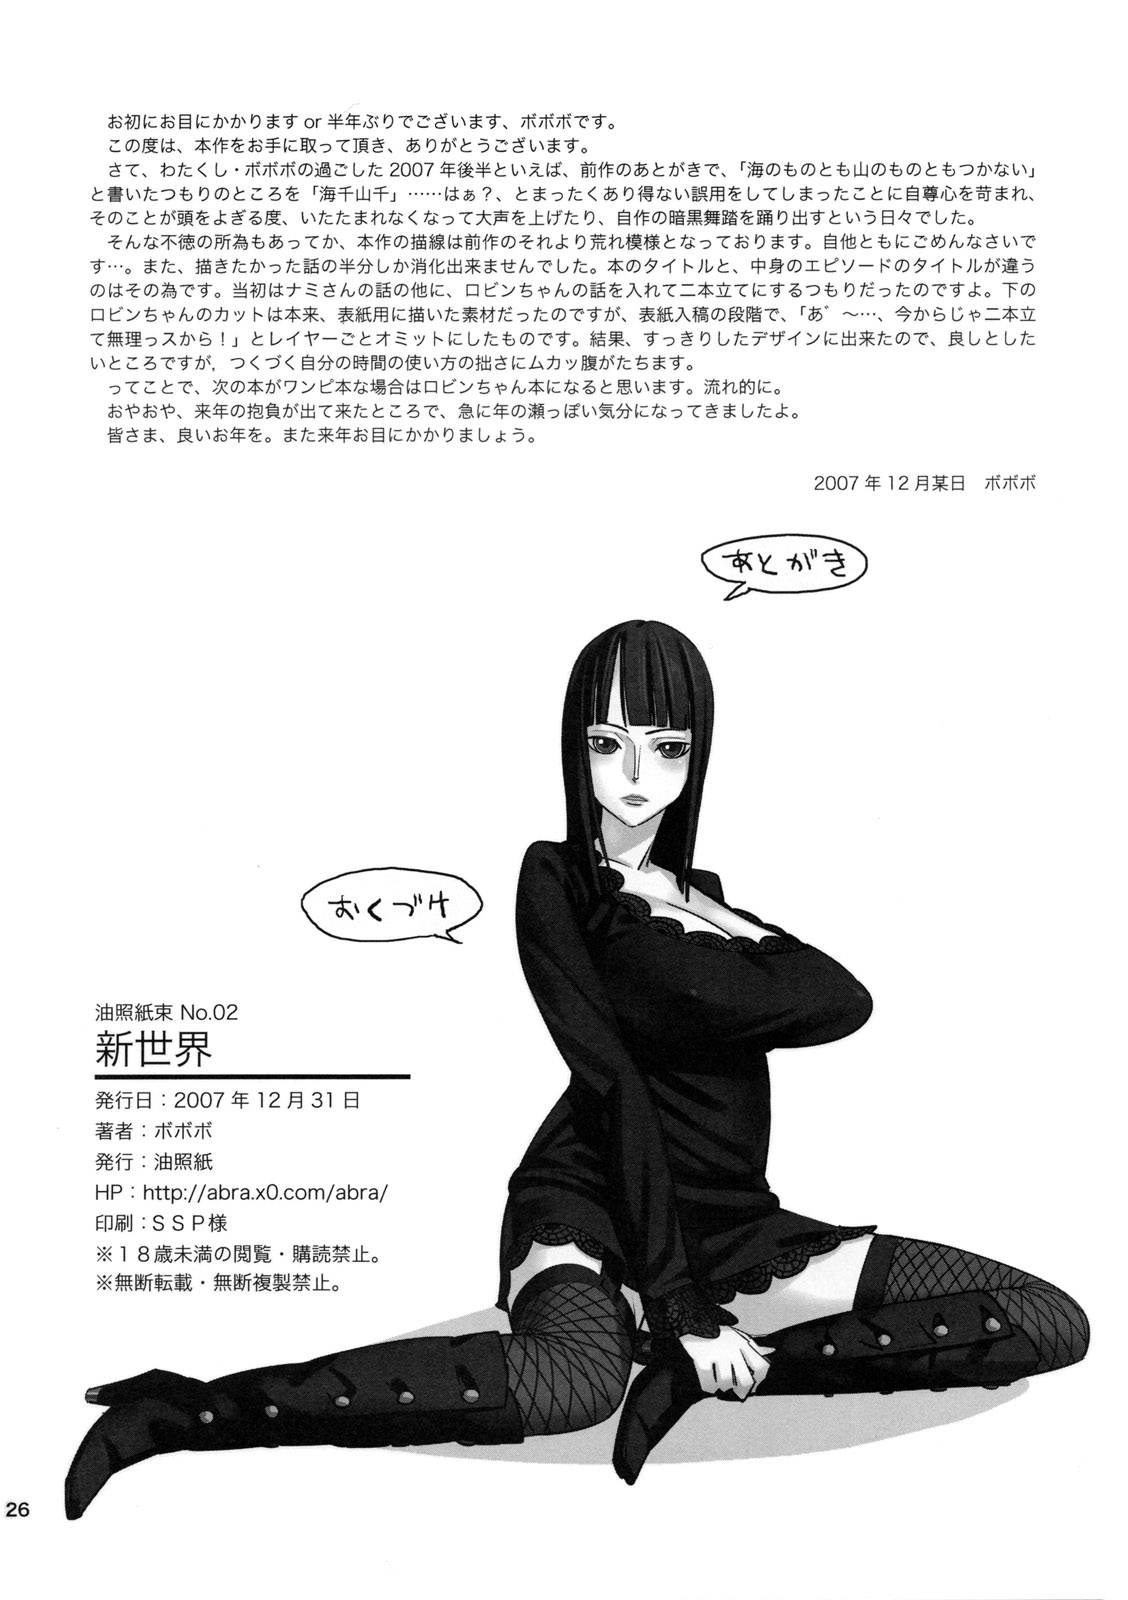 お初にお目にかかります or 半年ぶりでございます、ボボボです。
この度は、本作をお手に取って頂き、ありがとうございます。
さて、わたくし・ボボボの過ごした 2007 年後半といえば、前作のあとがきで、「海のものとも山のものともつかない」
と書いたつもりのところを「海千山千」……はぁ？、とまったくあり得ない誤用をしてしまったことに自尊心を苛まれ、
そのことが頭をよぎる度、いたたまれなくなって大声を上げたり、自作の暗黒舞踏を踊り出すという日々でした。
そんな不徳の所為もあってか、本作の描線は前作のそれより荒れ模様となっております。自他ともにごめんなさいで
す…。また、描きたかった話の半分しか消化出来ませんでした。本のタイトルと、中身のエピソードのタイトルが違う
のはその為です。当初はナミさんの話の他に、ロビンちゃんの話を入れて二本立てにするつもりだったのですよ。下の
ロビンちゃんのカットは本来、表紙用に描いた素材だったのですが、表紙入稿の段階で、「あ゛～…、今からじゃ二本立
て無理っスから！」とレイヤーごとオミットにしたものです。結果、すっきりしたデザインに出来たので、良しとした
いところですが，つくづく自分の時間の使い方の拙さにムカッ腹がたちます。
ってことで、次の本がワンピ本な場合はロビンちゃん本になると思います。流れ的に。
おやおや、来年の抱負が出て来たところで、急に年の瀬っぽい気分になってきましたよ。
皆さま、良いお年を。また来年お目にかかりましょう。
2007 年 12 月某日　ボボボ
あとがき
おくづけ
油照紙束 No.02
新世界
発行日：2007 年 12 月 31 日
著者：ボボボ
発行：油照紙
HP：http://abra.x0.com/abra/
印刷：ＳＳＰ様
※１８歳未満の閲覧・購読禁止。
※無断転載・無断複製禁止。
26